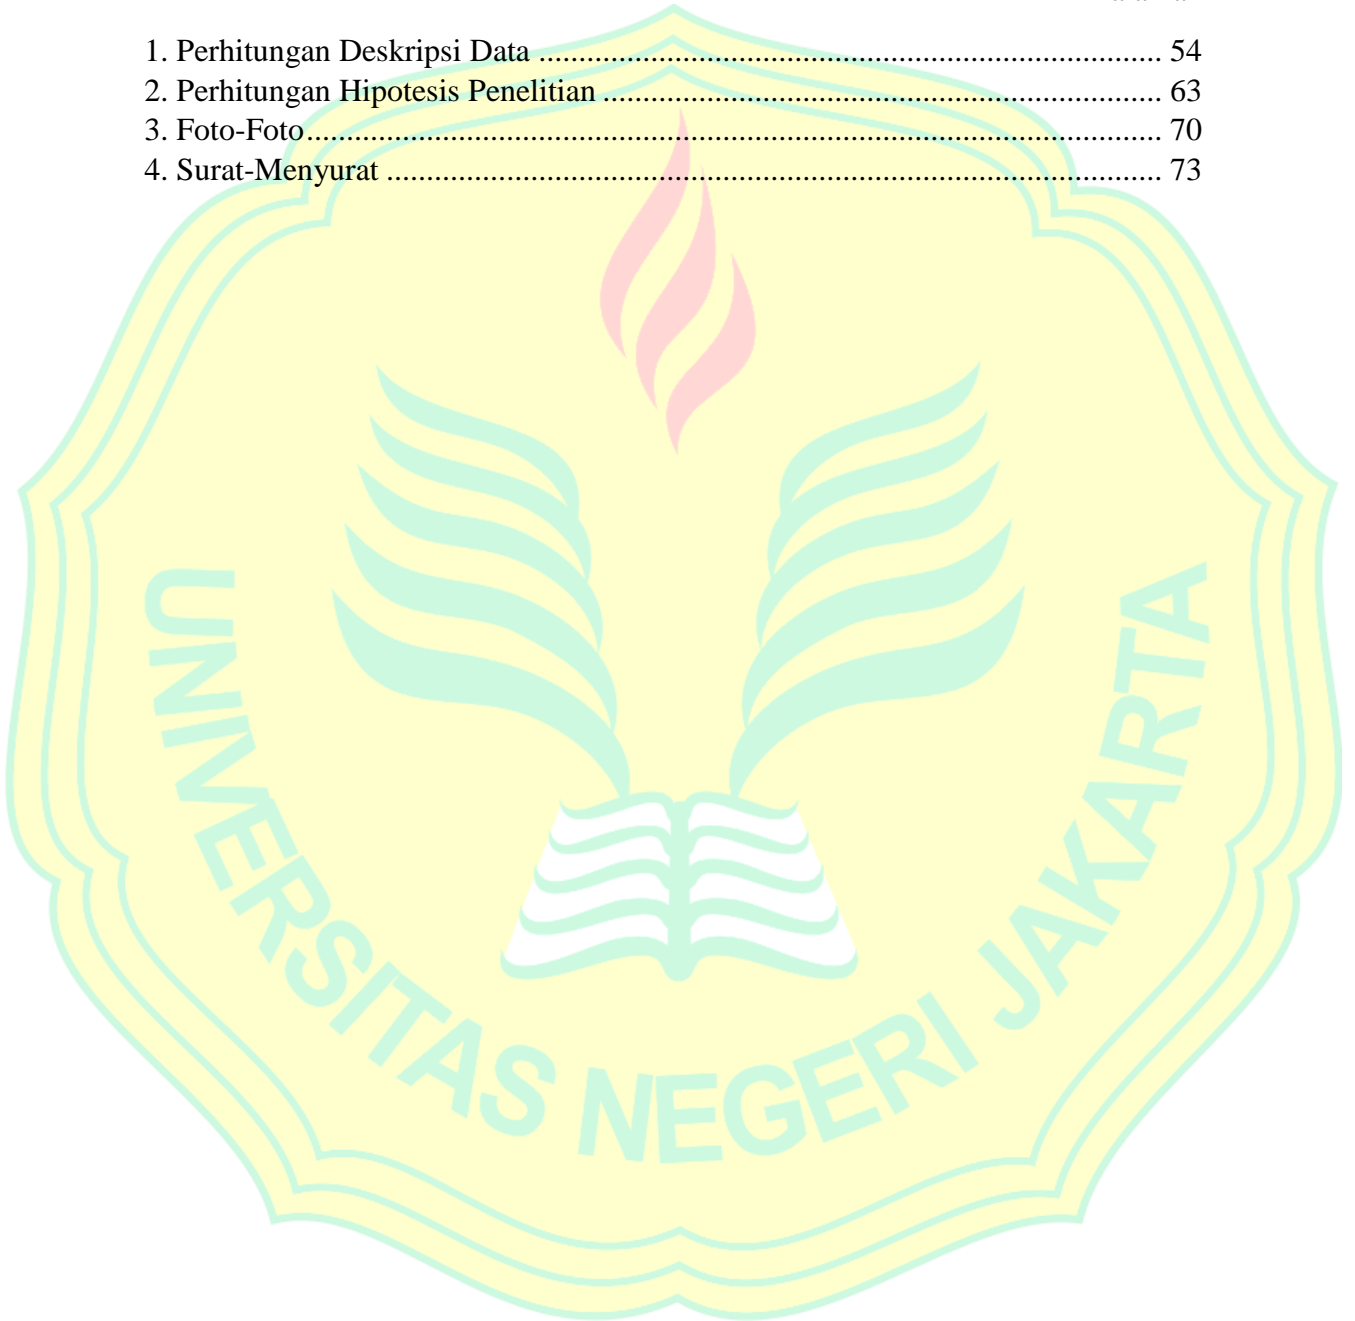 1. Perhitungan Deskripsi Data .................................................................. 54
2. Perhitungan Hipotesis Penelitian ........................................................... 63
3. Foto-Foto.......................................................................................... 70
4. Surat-Menyurat .................................................................................. 73
UNIVERSITAS NEGERI JAKARTA